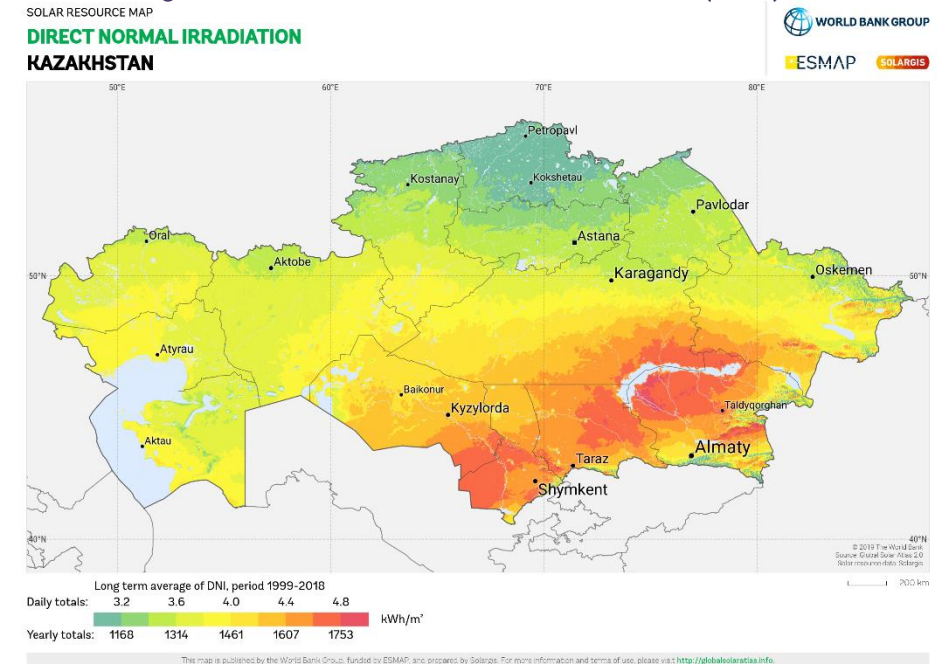 SOLAR RESOURCE MAP
DIRECT NORMAL IRRADIATION
KAZAKHSTAN
WORLD BANK GROUP
ESMAP
SOLARGIS
50°E
60°E
70°E
80°E
Petropavl
Kostanay
Kokshetau
Pavlodar
Oral
Astana
Aktobe
50°N
Karagandy
Oskemen
50°N
Atyrau
Baikonur
Kyzylorda
Taldyqorghan
Aktau
Almaty
Taraz
Shymkent
40°N
40°N
© 2019 The World Bank
Source: Global Solar Atlas 2.0
Solar resource data: Solargis
200 km
Long term average of DNI, period 1999-2018
Daily totals: 3.2 3.6 4.0 4.4 4.8
kWh/m²
Yearly totals: 1168 1314 1461 1607 1753
This map is published by the World Bank Group, funded by ESMAP, and prepared by Solargis. For more information and terms of use, please visit http://globalsolaratlas.info.